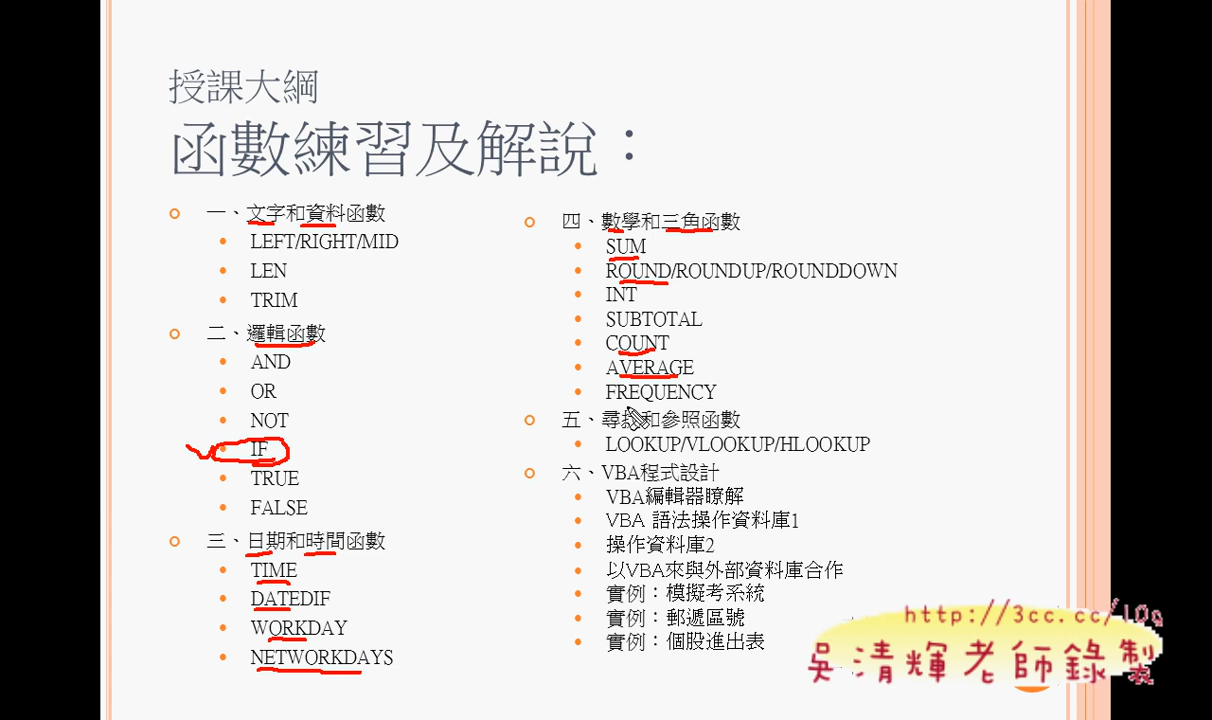 授課大綱
函數練習及解說：
一、文字和資料函數
LEFT/RIGHT/MID
LEN
TRIM
二、邏輯函數
AND
OR
NOT
IF
TRUE
FALSE
三、日期和時間函數
TIME
DATEDIF
WORKDAY
NETWORKDAYS
四、數學和三角函數
SUM
ROUND/ROUNDUP/ROUNDDOWN
INT
SUBTOTAL
COUNT
AVERAGE
FREQUENCY
五、尋找和參照函數
LOOKUP/VLOOKUP/HLOOKUP
六、VBA程式設計
VBA編輯器瞭解
VBA 語法操作資料庫1
操作資料庫2
以VBA來與外部資料庫合作
實例：模擬考系統
實例：郵遞區號
實例：個股進出表
http://3cc.cc/10q
吳清輝老師錄製